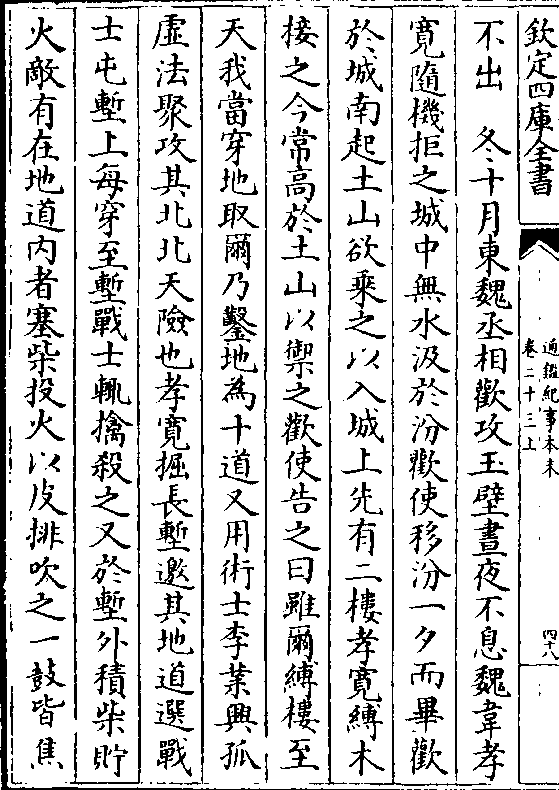 欽定四庫全書
通鑑紀事本末
卷二十三上
四十八
不出　冬十月東魏丞相歡攻玉壁晝夜不息魏韋孝
寛隨機拒之城中無水汲於汾歡使移汾一夕而畢歡
於城南起土山欲乗之以入城上先有二樓孝寛縛木
接之令常高於土山以禦之歡使告之曰雖爾縛樓至
天我當穿地取爾乃鑿地為十道又用術士李業興孤
虛法聚攻其北北天險也孝寛掘長塹邀其地道選戰
士屯塹上每穿至塹戰士輒擒殺之又於塹外積柴貯
火敵有在地道内者塞柴投火以皮排吹之一鼓皆焦